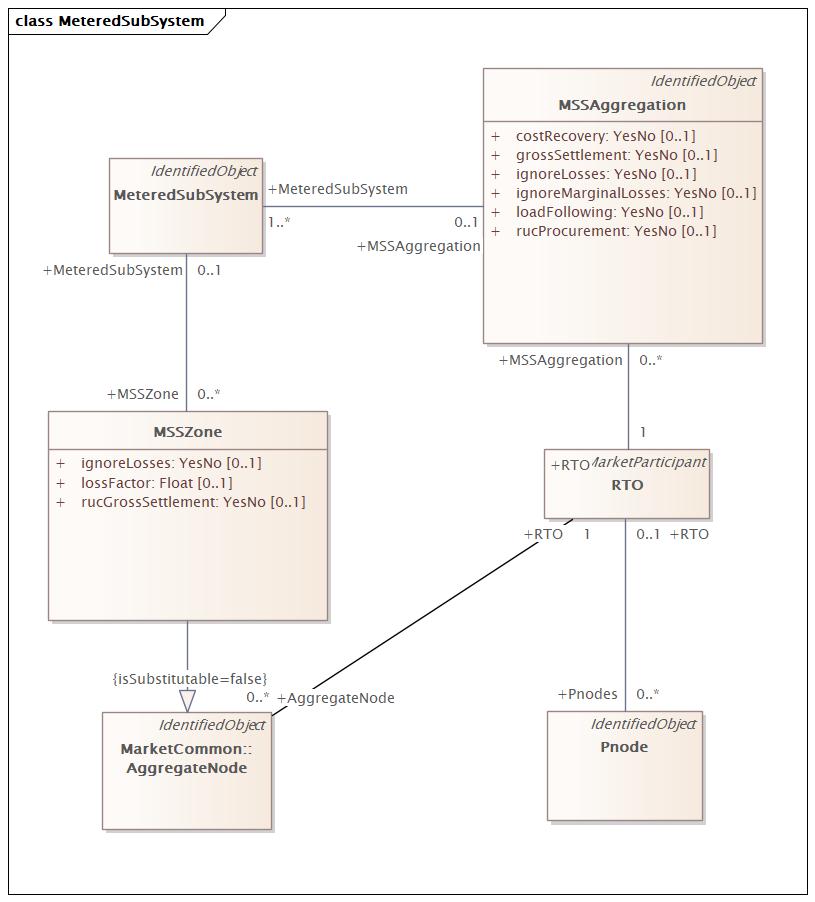 class MeteredSubSystem
IdentifiedObject
MSSAggregation
+ costRecovery: YesNo [0..1]
+ grossSettlement: YesNo [0..1]
+ ignoreLosses: YesNo [0..1]
+ ignoreMarginalLosses: YesNo [0..1]
+ loadFollowing: YesNo [0..1]
+ rucProcurement: YesNo [0..1]
IdentifiedObject
MeteredSubSystem
+MeteredSubSystem
1..*
0..1
+MSSAggregation
+MeteredSubSystem 0..1
+MSSZone 0..*
+MSSAggregation 0..*
1
MSSZone
+ ignoreLosses: YesNo [0..1]
+ lossFactor: Float [0..1]
+ rucGrossSettlement: YesNo [0..1]
+RTO
MarketParticipant
RTO
+RTO 1
0..1 +RTO
{isSubstitutable=false}
0..* +AggregateNode
+Pnodes 0..*
IdentifiedObject
MarketCommon::
AggregateNode
IdentifiedObject
Pnode